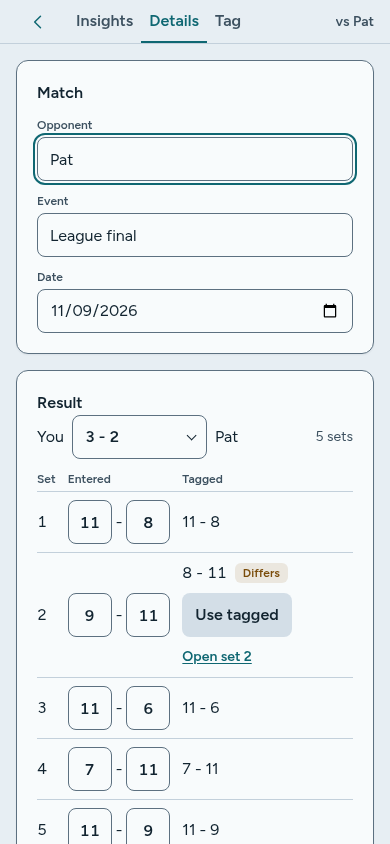 Insights Details Tag vs Pat
Match
Opponent
Pat
Event
League final
Date
11/09/2026
Result
You 3 - 2 Pat 5 sets
Set Entered Tagged
1 11 - 8 11 - 8
8 - 11 Differs
2 9 - 11 Use tagged
Open set 2
3 11 - 6 11 - 6
4 7 - 11 7 - 11
5 11 - 9 11 - 9